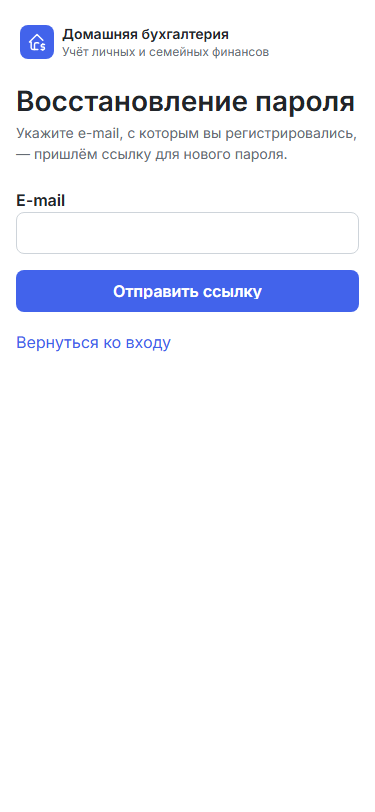 Домашняя бухгалтерия
Учёт личных и семейных финансов
Восстановление пароля
Укажите e-mail, с которым вы регистрировались,
— пришлём ссылку для нового пароля.
E-mail
Отправить ссылку
Вернуться ко входу